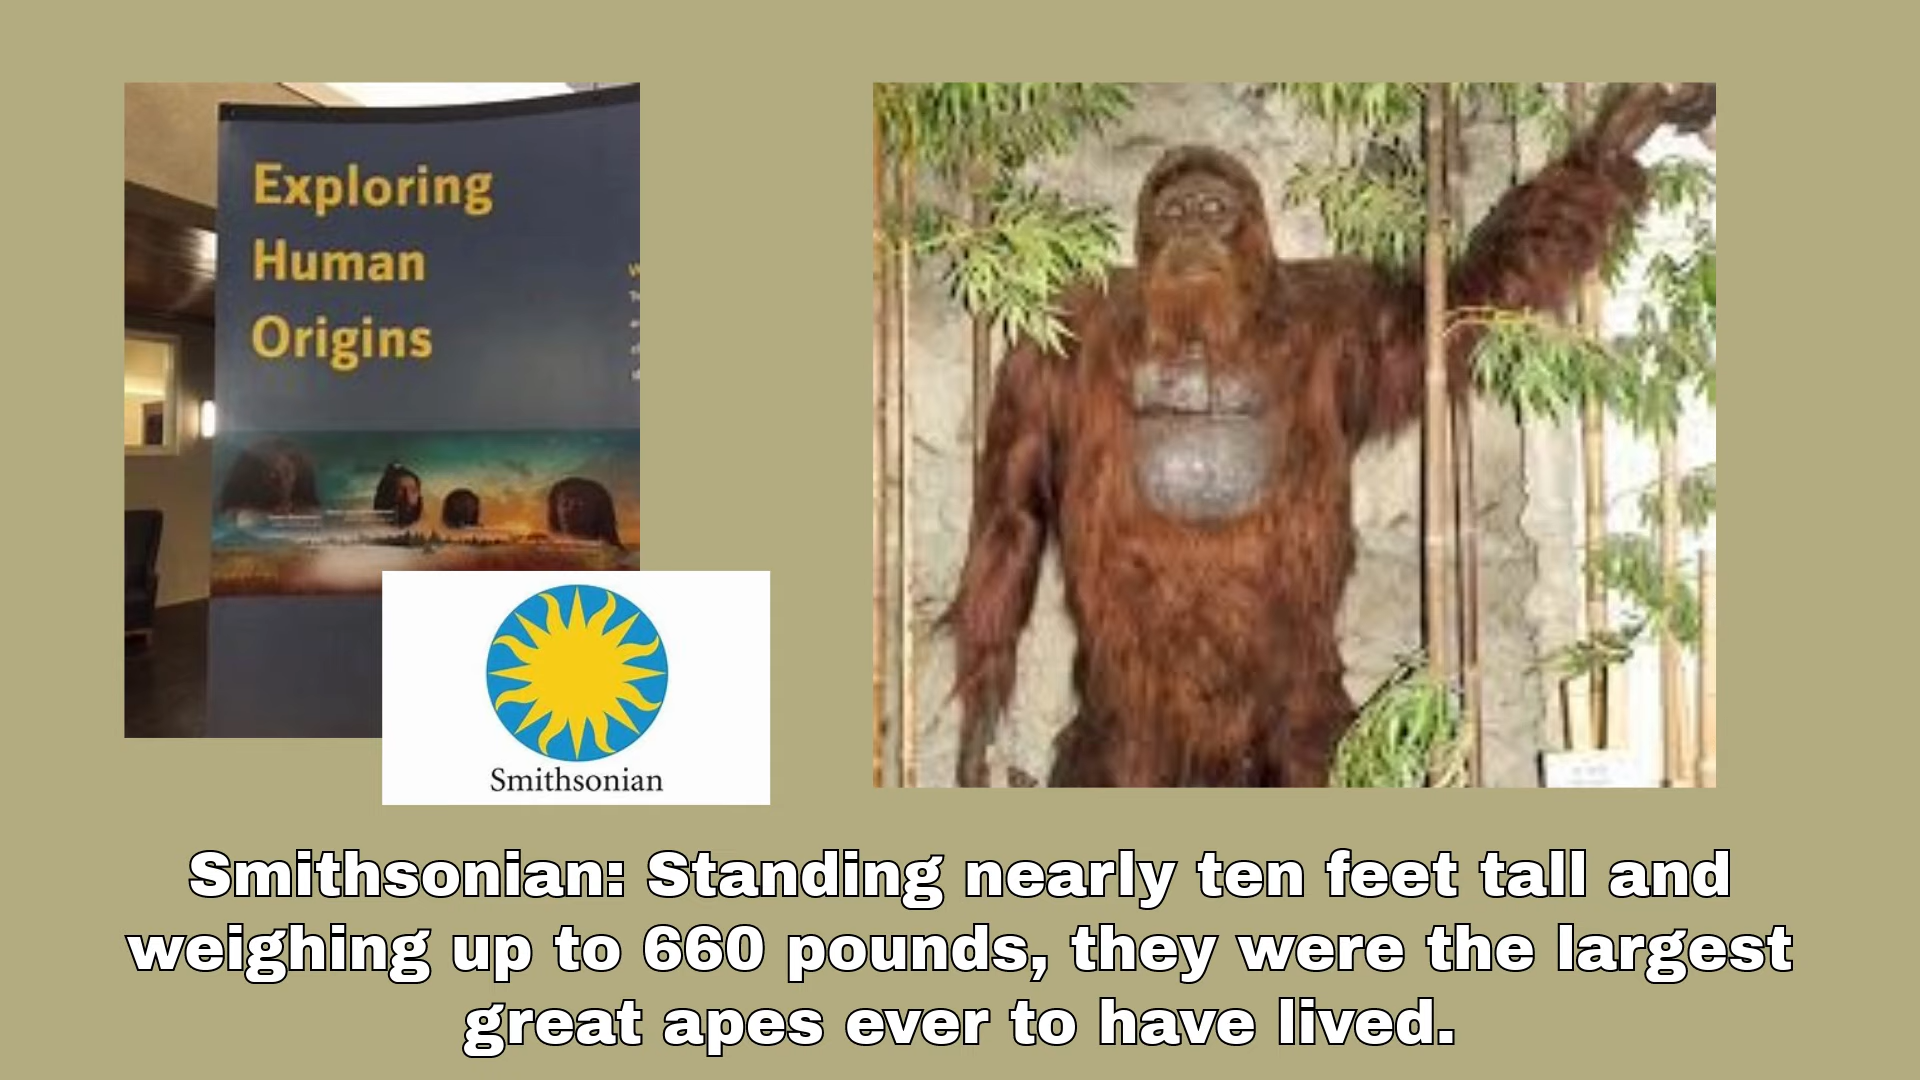 Exploring
Human
Origins
Smithsonian
Smithsonian: Standing nearly ten feet tall and
weighing up to 660 pounds, they were the largest
great apes ever to have lived.